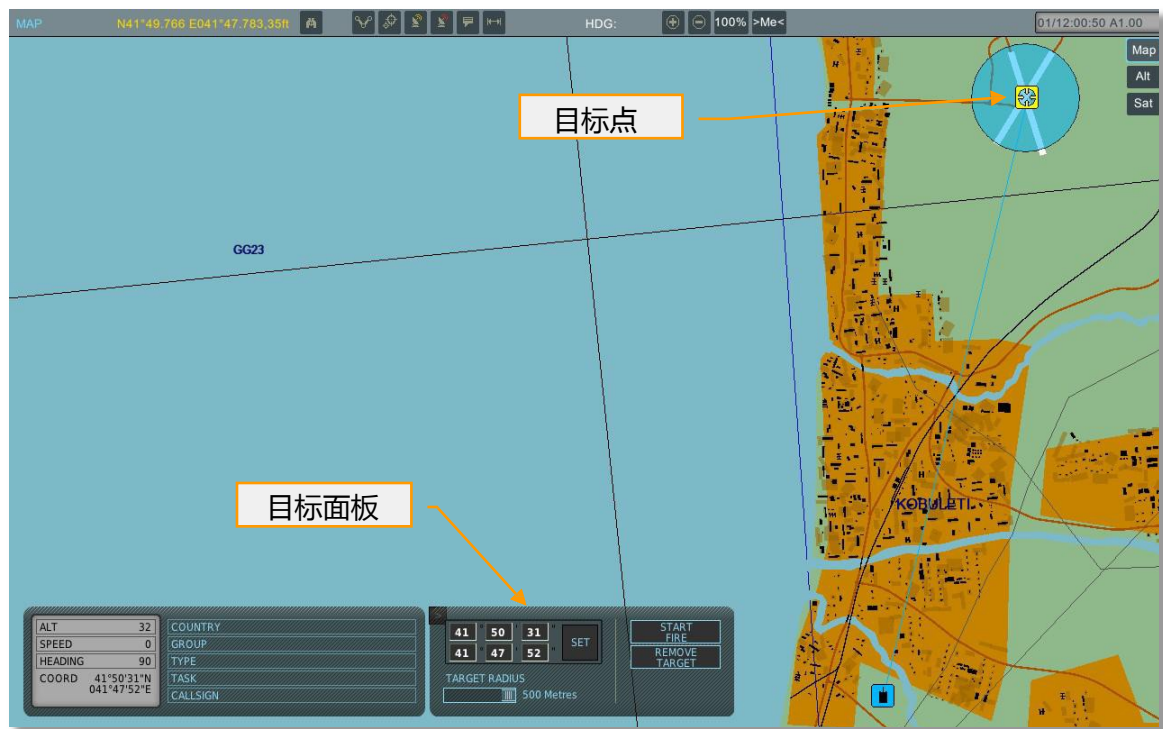 MAP N41°49.766 E041°47.783,35ft HDG: 100% >Me< 01/12:00:50 A1.00
Map
Alt
Sat
目标点
GG23
目标面板
KOBULETI
ALT 32
SPEED 0
HEADING 90
COORD 41°50'31"N
041°47'52"E
COUNTRY
GROUP
TYPE
TASK
CALLSIGN
S
41 ° 50 ' 31 "
41 ° 47 ' 52 "
SET
TARGET RADIUS
500 Metres
START
FIRE
REMOVE
TARGET